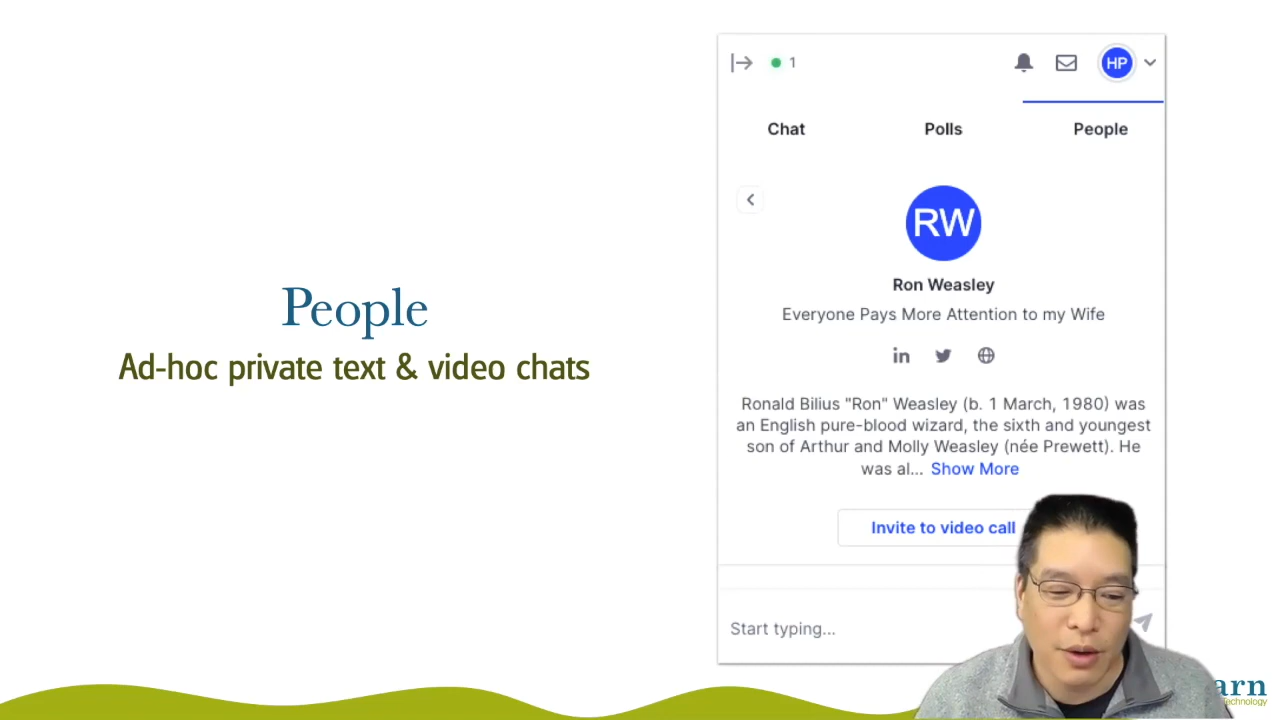 People
Ad-hoc private text & video chats
1
HP
Chat
Polls
People
RW
Ron Weasley
Everyone Pays More Attention to my Wife
in
Ronald Bilius "Ron" Weasley (b. 1 March, 1980) was
an English pure-blood wizard, the sixth and youngest
son of Arthur and Molly Weasley (née Prewett). He
was al... Show More
Invite to video call
Start typing...
arn
Technology